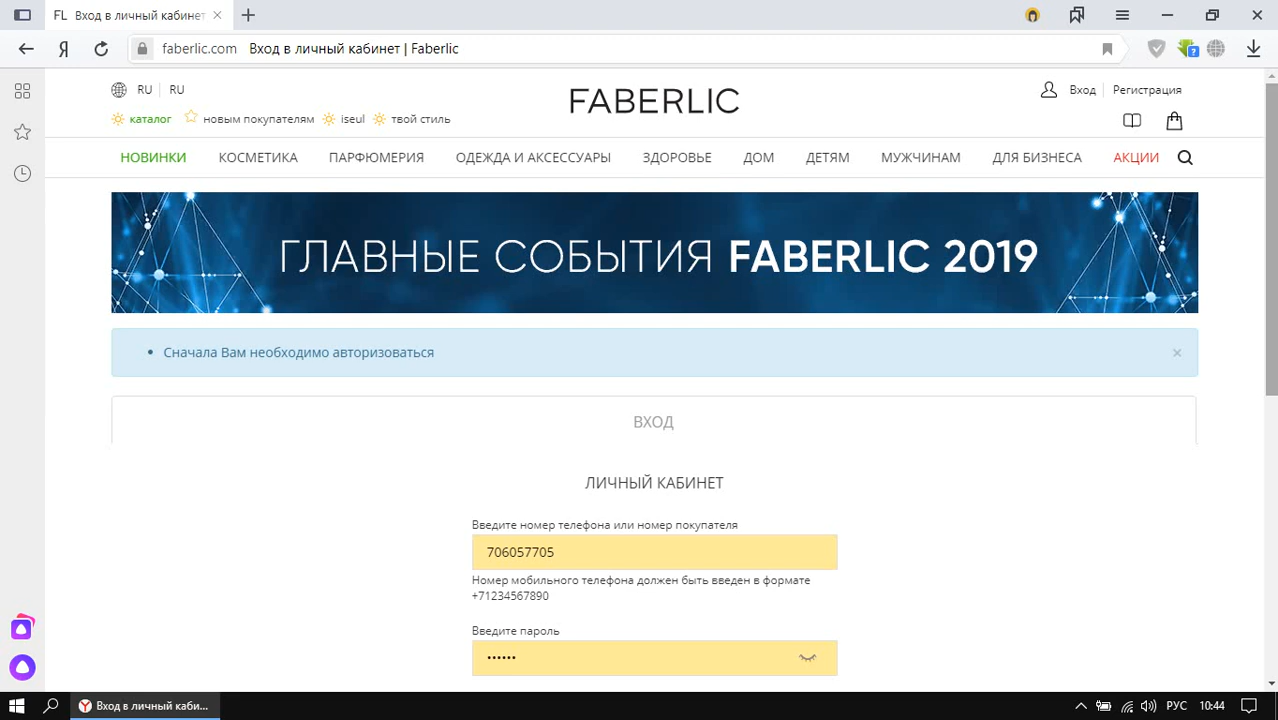 FL Вход в личный кабинет
Я faberlic.com Вход в личный кабинет | Faberlic
RU RU
FABERLIC
Вход Регистрация
каталог новым покупателям iseul твой стиль
НОВИНКИ КОСМЕТИКА ПАРФЮМЕРИЯ ОДЕЖДА И АКСЕССУАРЫ ЗДОРОВЬЕ ДОМ ДЕТЯМ МУЖЧИНАМ ДЛЯ БИЗНЕСА АКЦИИ
ГЛАВНЫЕ СОБЫТИЯ FABERLIC 2019
• Сначала Вам необходимо авторизоваться ×
ВХОД
ЛИЧНЫЙ КАБИНЕТ
Введите номер телефона или номер покупателя
706057705
Номер мобильного телефона должен быть введен в формате
+71234567890
Введите пароль
••••••
Вход в личный каби... РУС 10:44